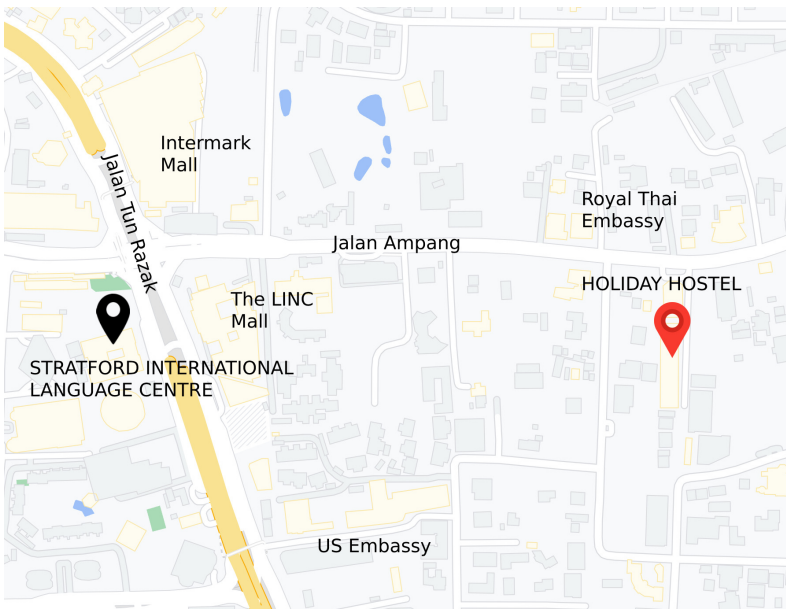 Intermark
Mall
Jalan Tun Razak
Royal Thai
Embassy
Jalan Ampang
HOLIDAY HOSTEL
The LINC
Mall
STRATFORD INTERNATIONAL
LANGUAGE CENTRE
US Embassy